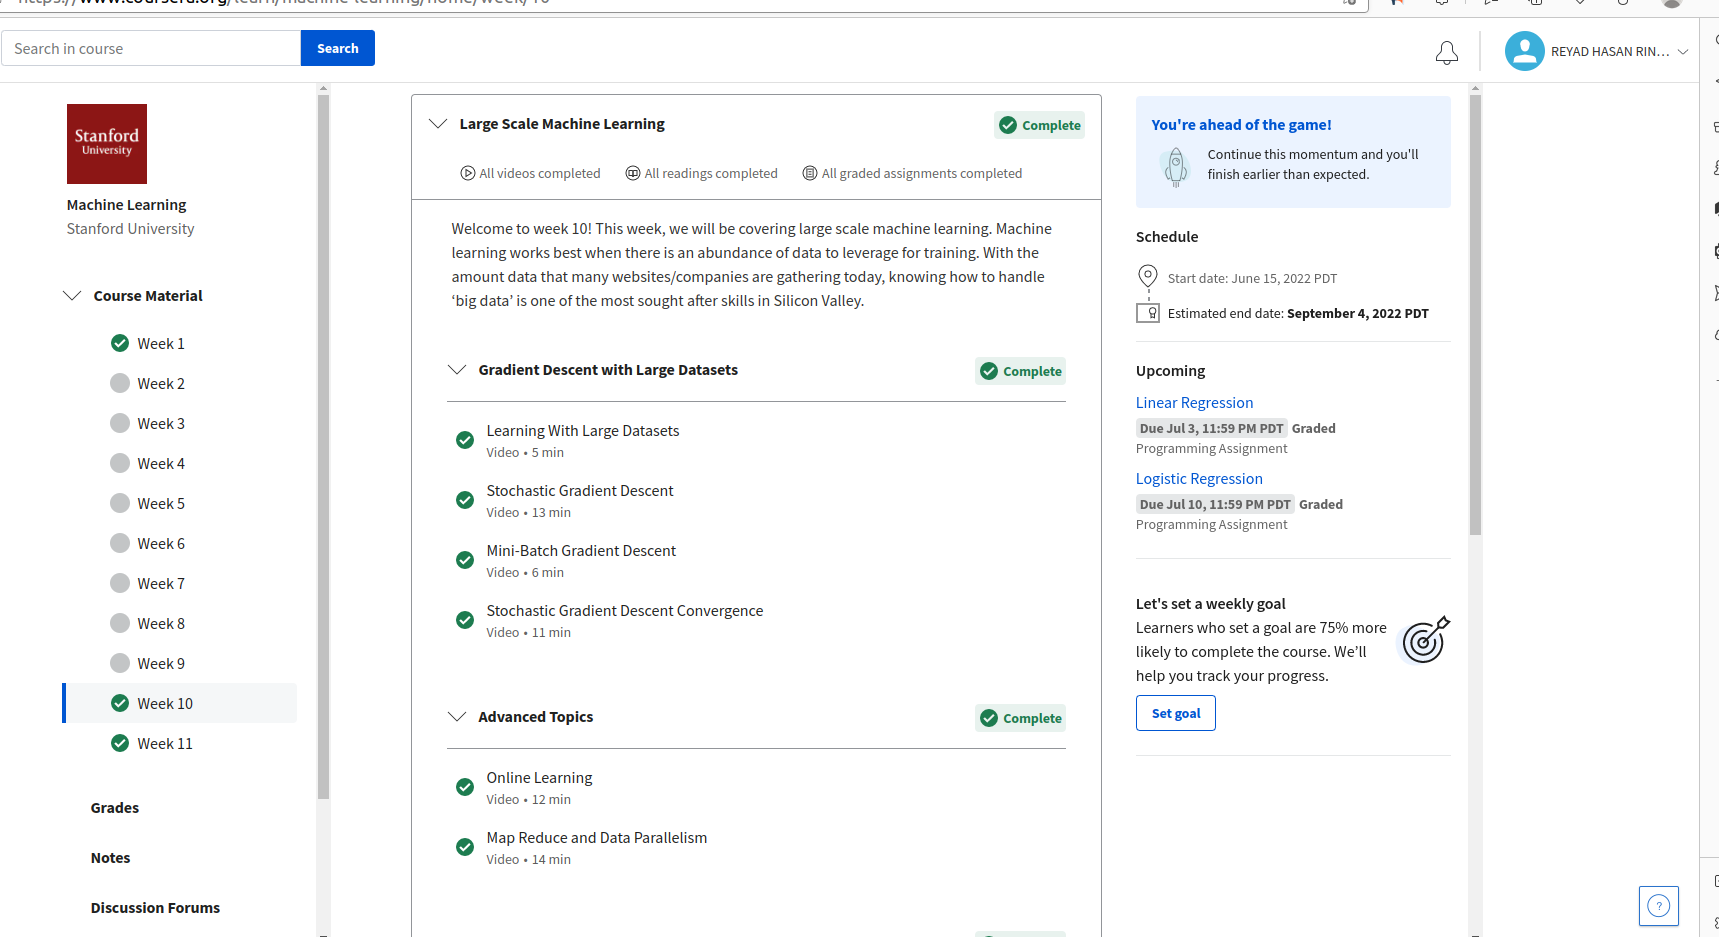 https://www.coursera.org/learn/machine-learning/home/week/10
Search in course
Search
REYAD HASAN RIN...
Stanford
University
Machine Learning
Stanford University
Course Material
Week 1
Week 2
Week 3
Week 4
Week 5
Week 6
Week 7
Week 8
Week 9
Week 10
Week 11
Grades
Notes
Discussion Forums
Large Scale Machine Learning
Complete
All videos completed
All readings completed
All graded assignments completed
Welcome to week 10! This week, we will be covering large scale machine learning. Machine
learning works best when there is an abundance of data to leverage for training. With the
amount data that many websites/companies are gathering today, knowing how to handle
‘big data’ is one of the most sought after skills in Silicon Valley.
Gradient Descent with Large Datasets
Complete
Learning With Large Datasets
Video • 5 min
Stochastic Gradient Descent
Video • 13 min
Mini-Batch Gradient Descent
Video • 6 min
Stochastic Gradient Descent Convergence
Video • 11 min
Advanced Topics
Complete
Online Learning
Video • 12 min
Map Reduce and Data Parallelism
Video • 14 min
You're ahead of the game!
Continue this momentum and you'll
finish earlier than expected.
Schedule
Start date: June 15, 2022 PDT
Estimated end date: September 4, 2022 PDT
Upcoming
Linear Regression
Due Jul 3, 11:59 PM PDT Graded
Programming Assignment
Logistic Regression
Due Jul 10, 11:59 PM PDT Graded
Programming Assignment
Let's set a weekly goal
Learners who set a goal are 75% more
likely to complete the course. We’ll
help you track your progress.
Set goal
?